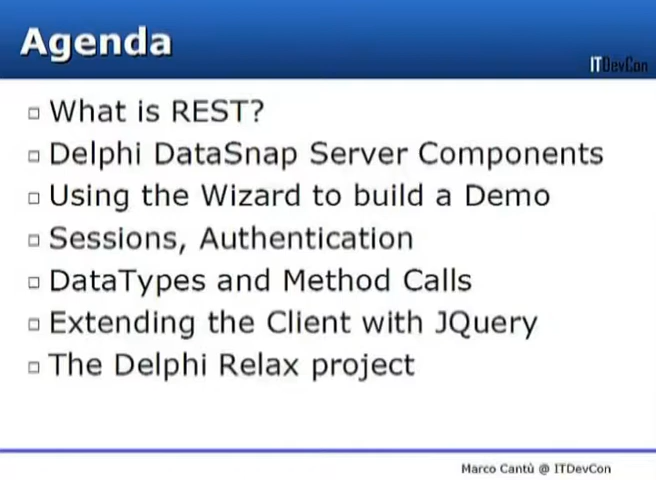 Agenda
ITDevCon
What is REST?
Delphi DataSnap Server Components
Using the Wizard to build a Demo
Sessions, Authentication
DataTypes and Method Calls
Extending the Client with JQuery
The Delphi Relax project
Marco Cantù @ ITDevCon